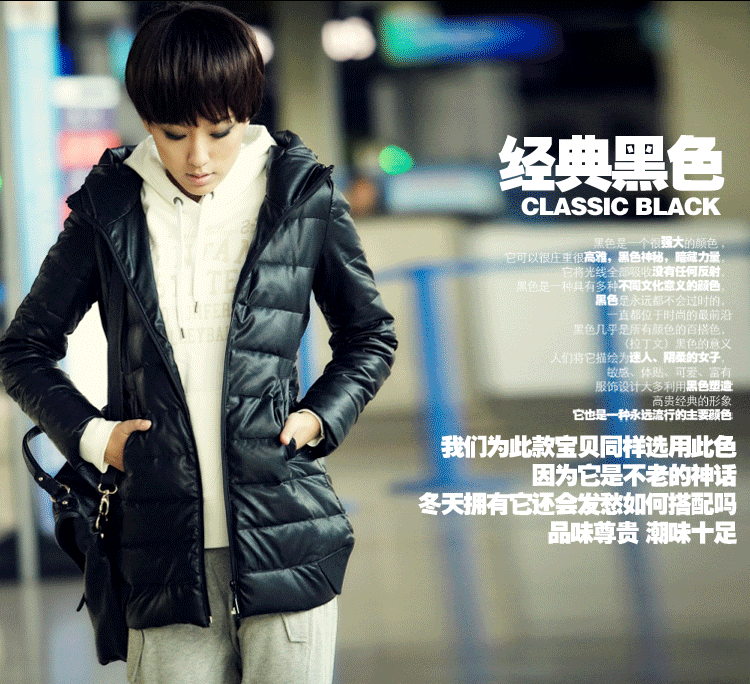 经典黑色
CLASSIC BLACK
黑色是一个很强大的颜色，
它可以很庄重很高雅，黑色神秘，暗藏力量，
它将光线全部吸收没有任何反射，
黑色是一种具有多种不同文化意义的颜色，
黑色是永远都不会过时的，
一直都位于时尚的最前沿
黑色几乎是所有颜色的百搭色，
（拉丁文）黑色的意义
人们将它描绘为迷人、阴柔的女子，
敏感、体贴、可爱、富有
服饰设计大多利用黑色塑造
高贵经典的形象
它也是一种永远流行的主要颜色
我们为此款宝贝同样选用此色
因为它是不老的神话
冬天拥有它还会发愁如何搭配吗
品味尊贵 潮味十足